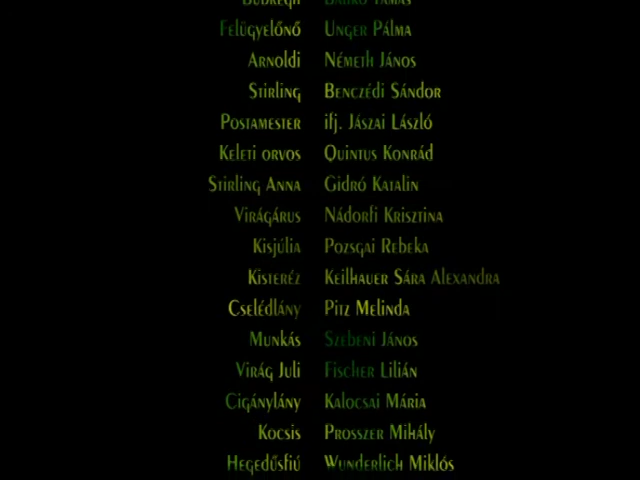 Felügyelőnő Unger Pálma
Arnoldi Németh János
Stirling Benczédi Sándor
Postamester ifj. Jászai László
Keleti orvos Quintus Konrád
Stirling Anna Gidró Katalin
Virágárus Nádorfi Krisztina
Kisjúlia Pozsgai Rebeka
Kisteréz Keilhauer Sára Alexandra
Cselédlány Pitz Melinda
Munkás Szebeni János
Virág Juli Fischer Lilián
Cigánylány Kalocsai Mária
Kocsis Prosszer Mihály
Hegedűsfiú Wunderlich Miklós